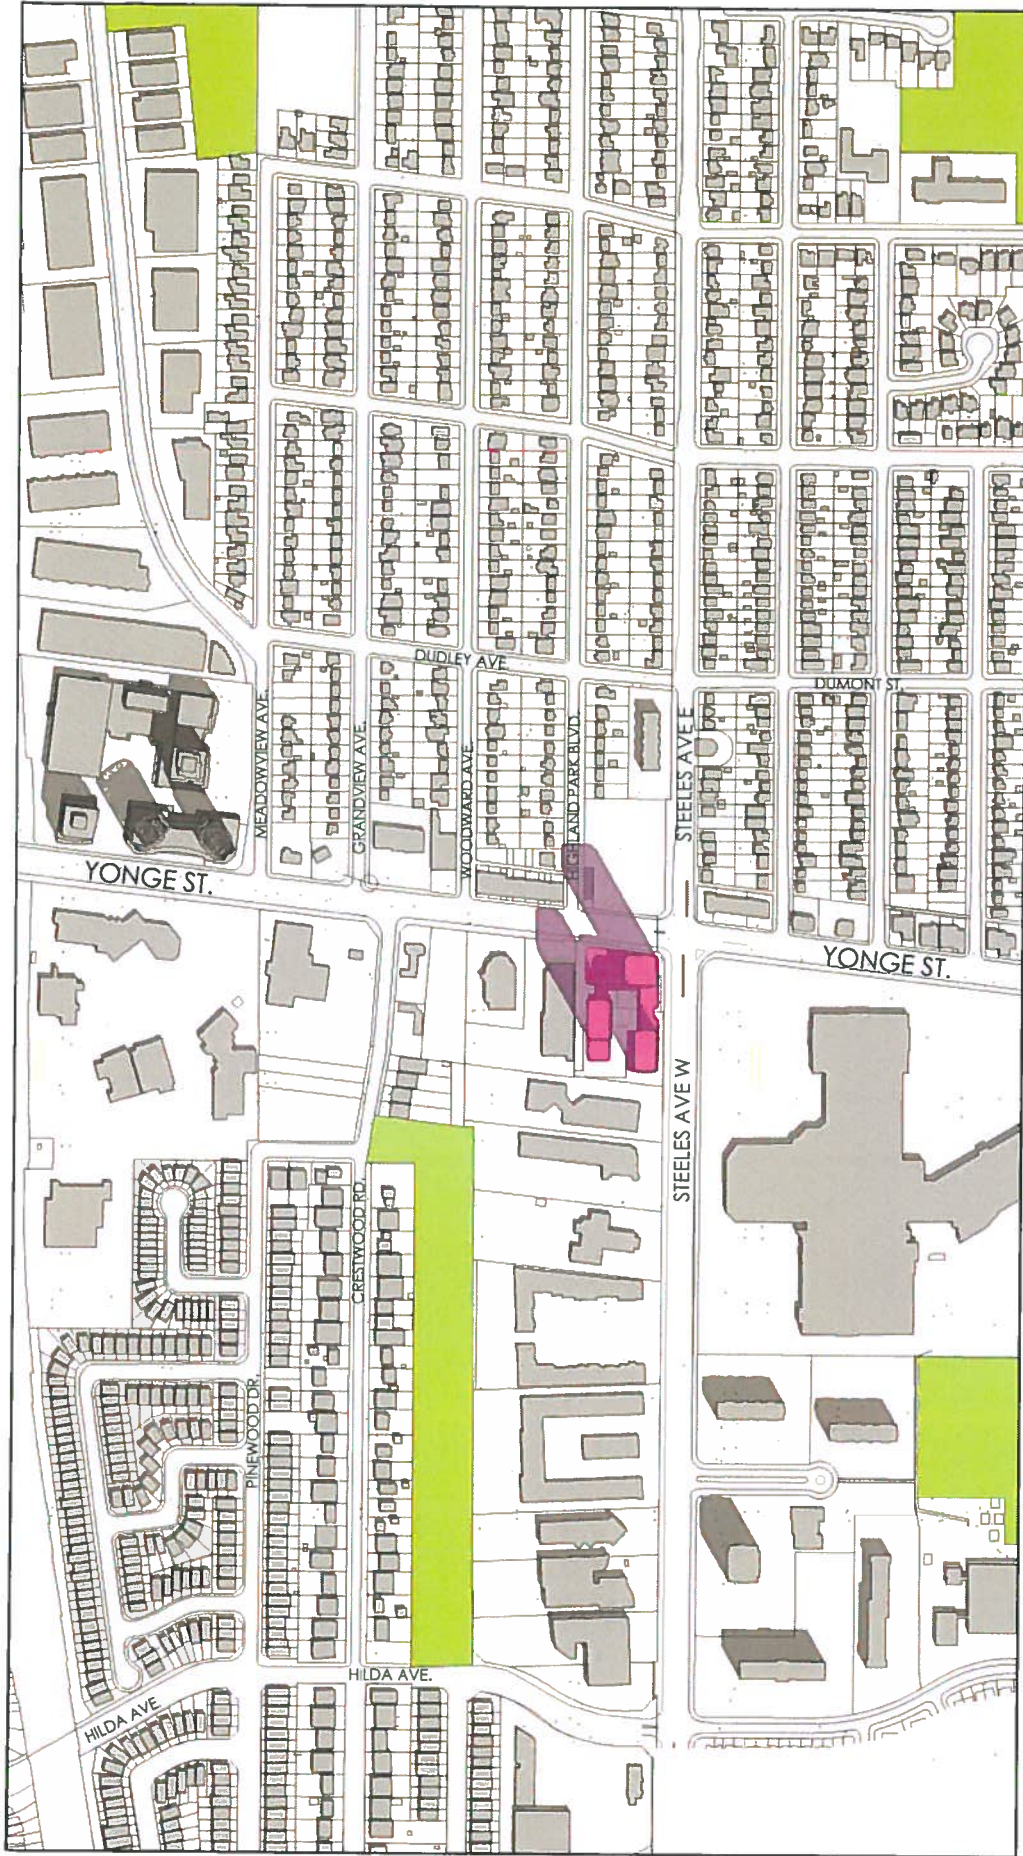 DUDLEY AVE.
DUMONT ST.
MEADOWVIEW AVE.
GRANDVIEW AVE.
WOODWARD AVE.
HIGHLAND PARK BLVD.
STEELES AVE E
YONGE ST.
YONGE ST.
STEELES AVE W
CRESTWOOD RD.
PINEWOOD DR.
HILDA AVE.
HILDA AVE.